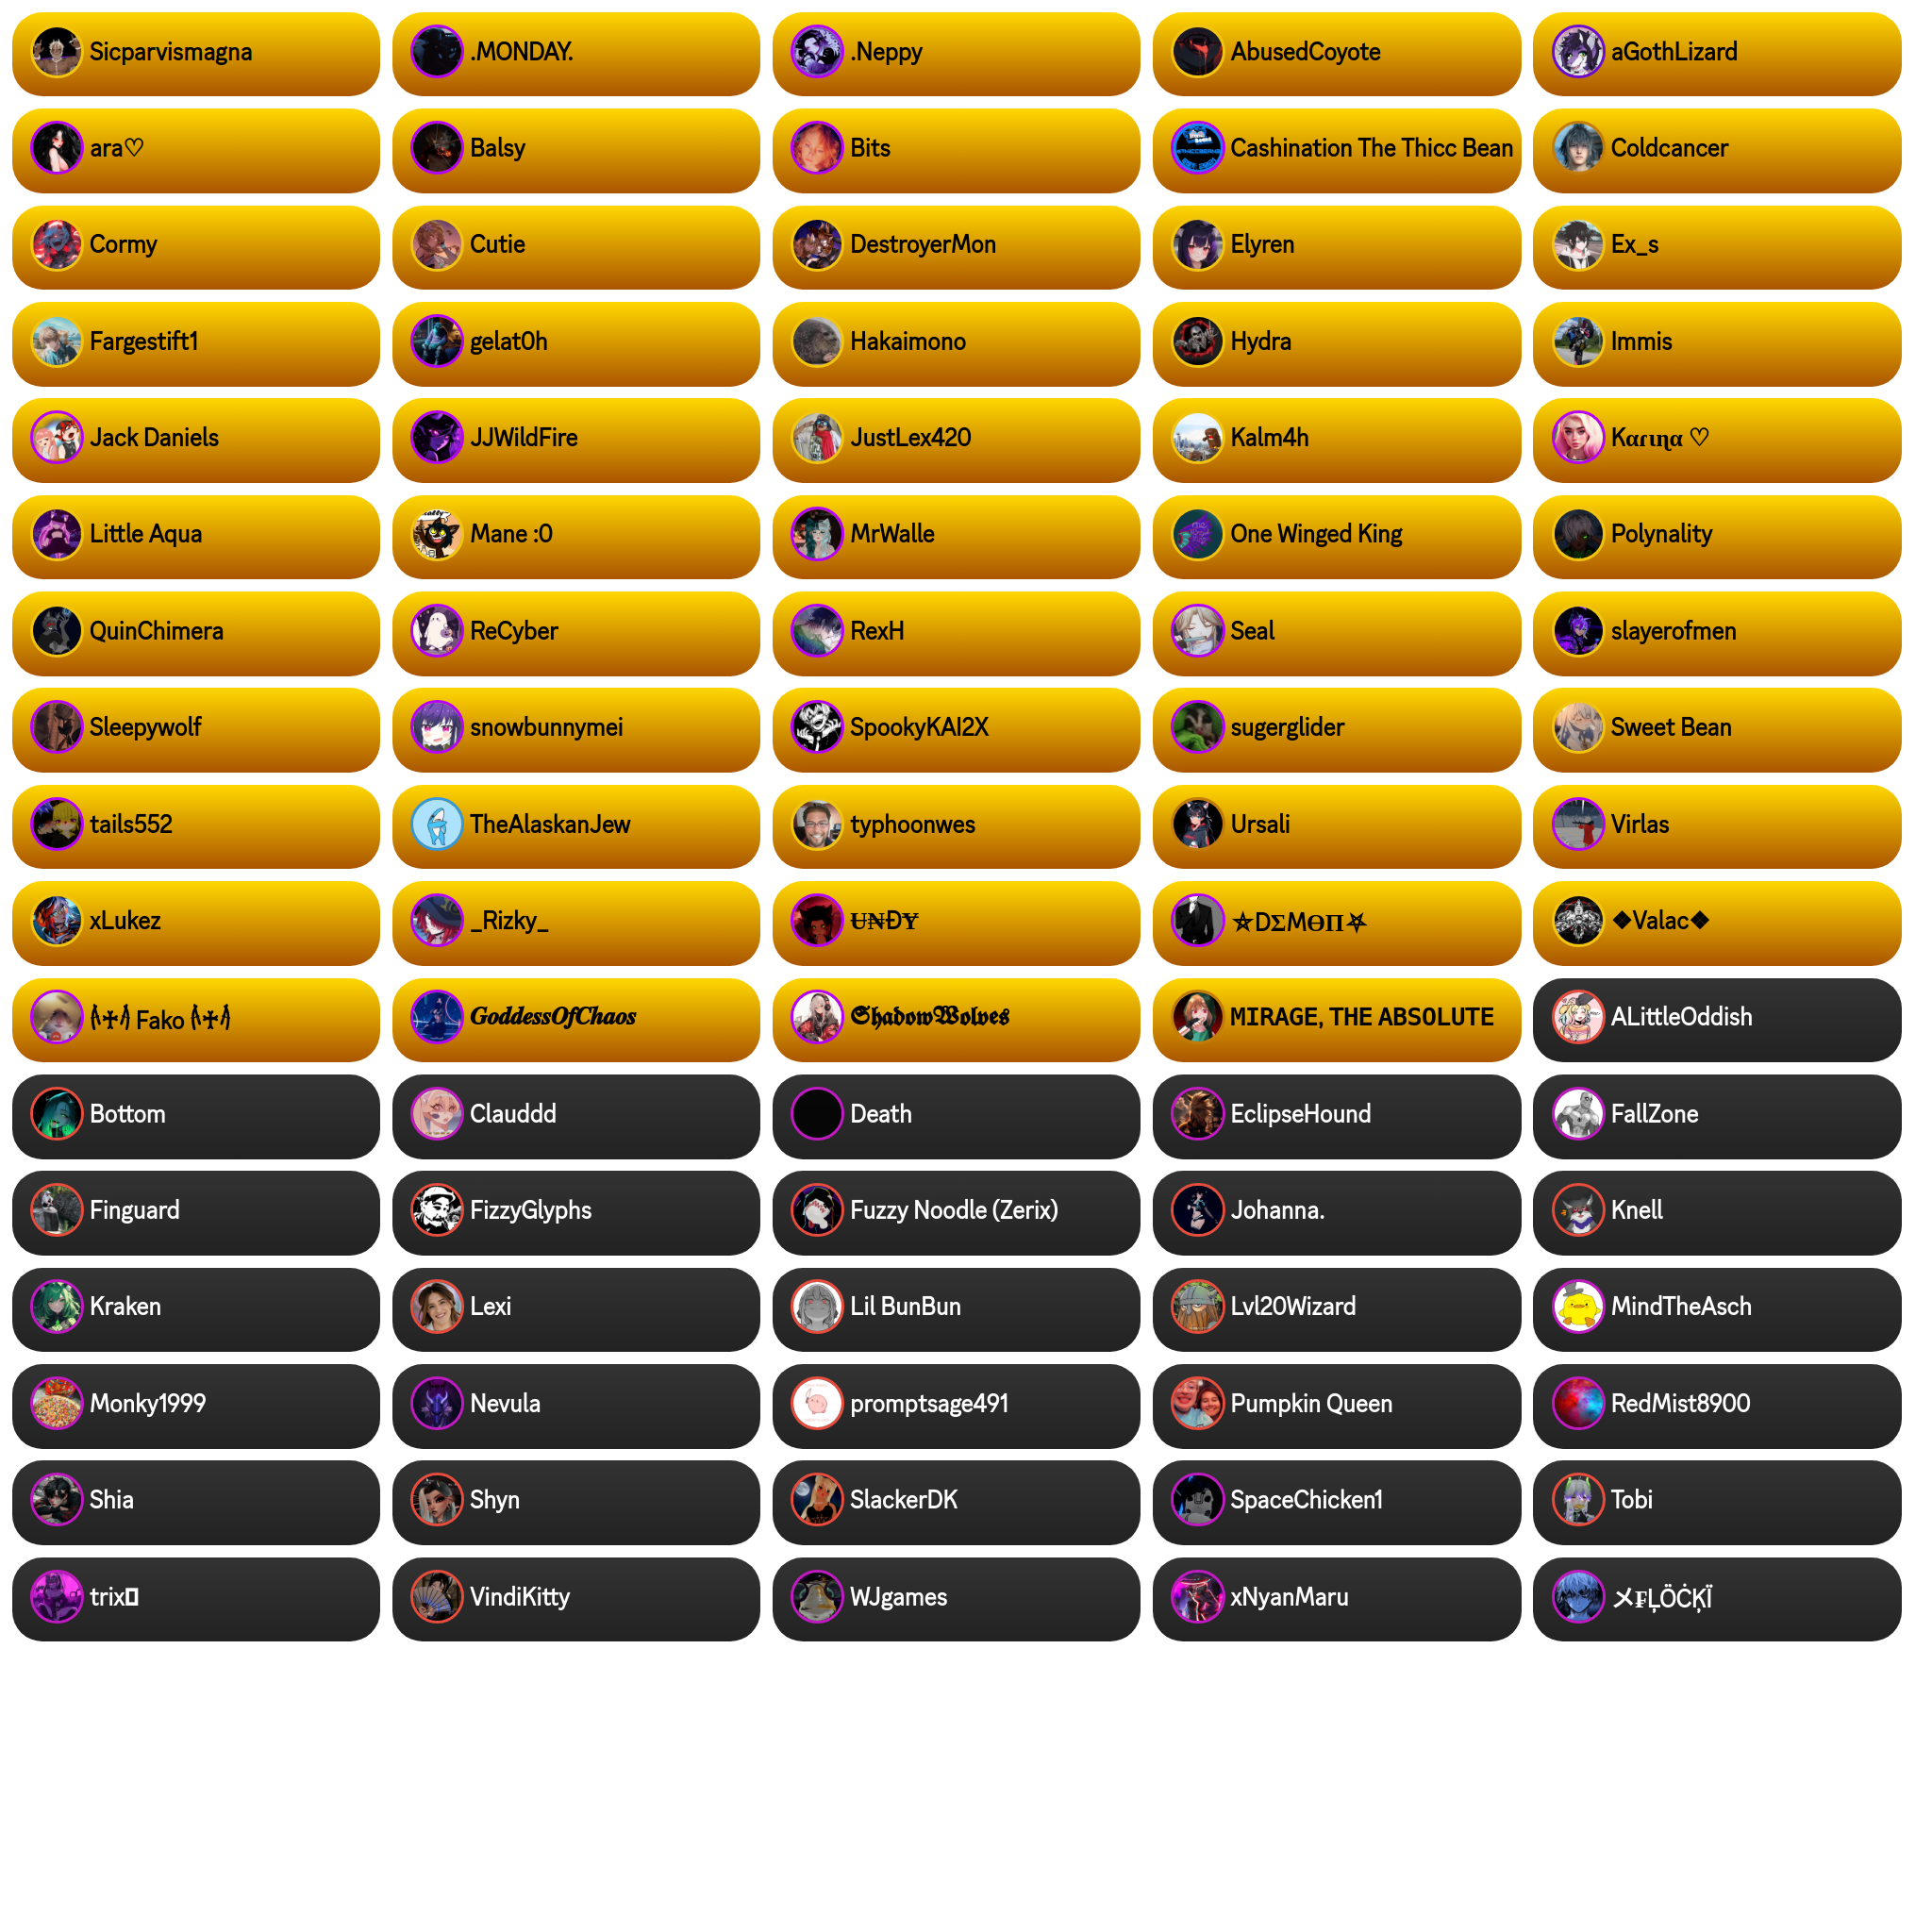 Sicparvismagna
.MONDAY.
.Neppy
AbusedCoyote
aGothLizard
ara♡
Balsy
Bits
Cashination The Thicc Bean
Coldcancer
Cormy
Cutie
DestroyerMon
Elyren
Ex_s
Fargestift1
gelat0h
Hakaimono
Hydra
Immis
Jack Daniels
JJWildFire
JustLex420
Kalm4h
Kαɾιɳα ♡
Little Aqua
Mane :0
MrWalle
One Winged King
Polynality
QuinChimera
ReCyber
RexH
Seal
slayerofmen
Sleepywolf
snowbunnymei
SpookyKAI2X
sugerglider
Sweet Bean
tails552
TheAlaskanJew
typhoonwes
Ursali
Virlas
xLukez
_Rizky_
U̶N̶ĐɎ
⛤DΣMӨП⛧
❖Valac❖
Fako
𝑮𝒐𝒅𝒅𝒆𝒔𝒔𝑶𝒇𝑪𝒉𝒂𝒐𝒔
𝕾𝖍𝖆𝖉𝖔𝖜𝖂𝖔𝖑𝖛𝖊𝖘
𝗠𝗜𝗥𝗔𝗚𝗘, 𝗧𝗛𝗘 𝗔𝗕𝗦𝗢𝗟𝗨𝗧𝗘
ALittleOddish
Bottom
Clauddd
Death
EclipseHound
FallZone
Finguard
FizzyGlyphs
Fuzzy Noodle (Zerix)
Johanna.
Knell
Kraken
Lexi
Lil BunBun
Lvl20Wizard
MindTheAsch
Monky1999
Nevula
promptsage491
Pumpkin Queen
RedMist8900
Shia
Shyn
SlackerDK
SpaceChicken1
Tobi
trix
VindiKitty
WJgames
xNyanMaru
メ₣ĻÖĊĶÏ